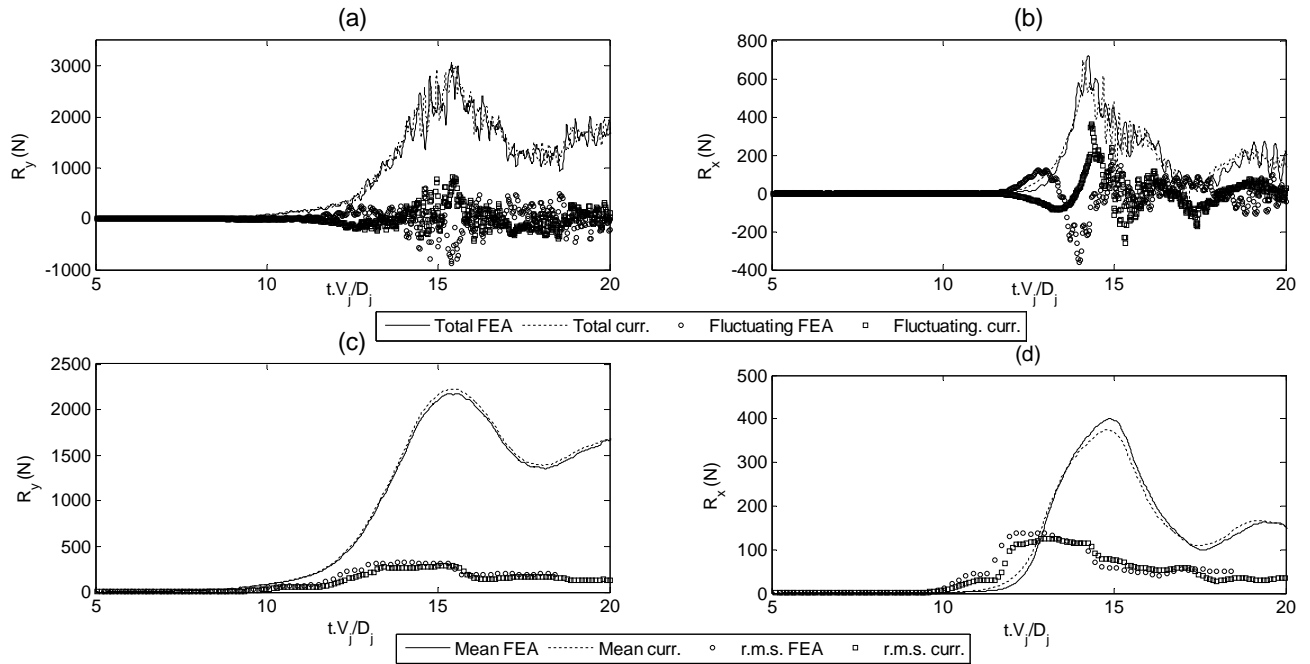 (a)
3000
2000
1000
0
-1000
R_y (N)
5
10
15
20
t.V_j/D_j
(b)
800
600
400
200
0
-200
-400
R_x (N)
5
10
15
20
t.V_j/D_j
Total FEA Total curr. Fluctuating FEA Fluctuating. curr.
(c)
2500
2000
1500
1000
500
0
R_y (N)
5
10
15
20
t.V_j/D_j
(d)
500
400
300
200
100
0
R_x (N)
5
10
15
20
t.V_j/D_j
Mean FEA Mean curr. r.m.s. FEA r.m.s. curr.